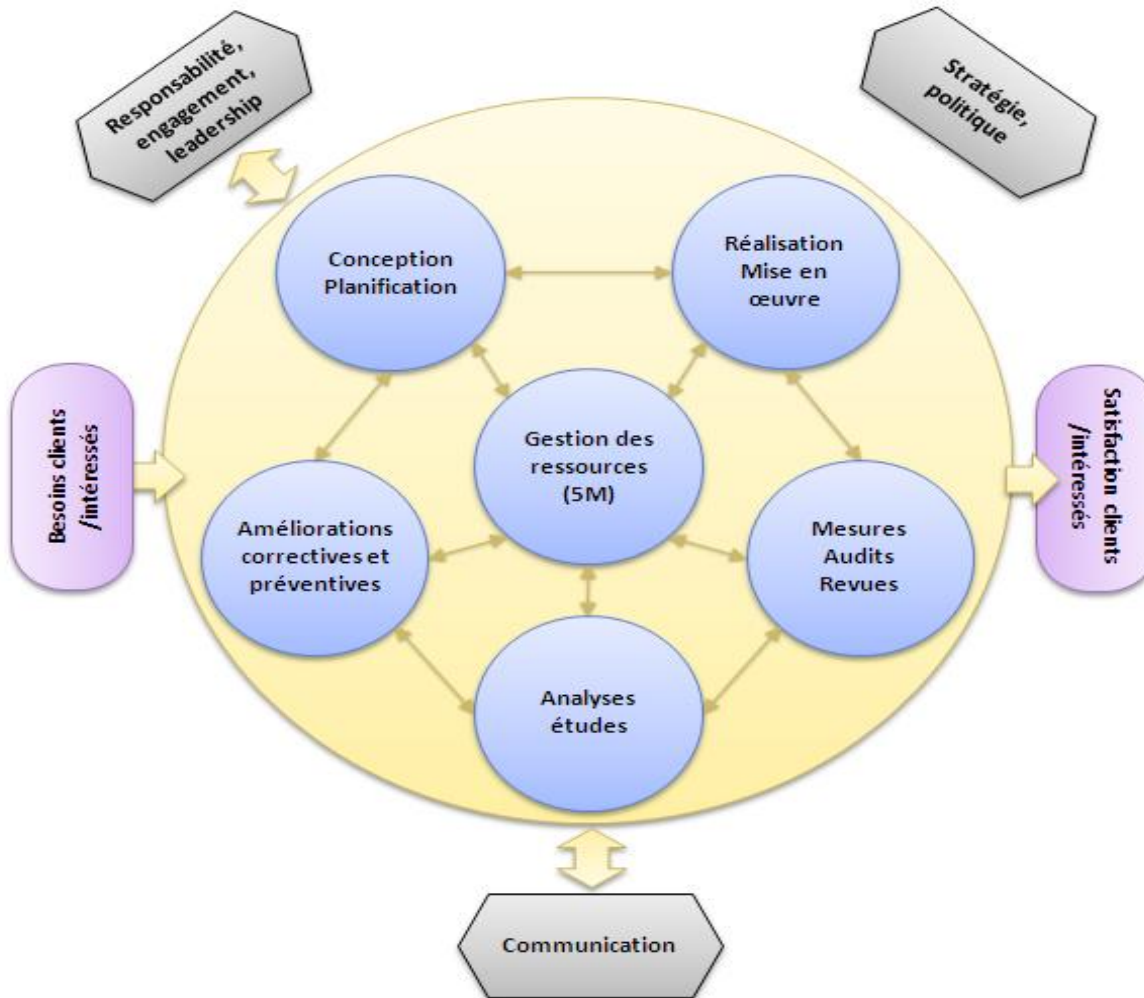 Responsabilité,
engagement,
leadership
Stratégie,
politique
Conception
Planification
Réalisation
Mise en
œuvre
Besoins clients
/intéressés
Gestion des
ressources
(5M)
Satisfaction clients
/intéressés
Améliorations
correctives et
préventives
Mesures
Audits
Revues
Analyses
études
Communication